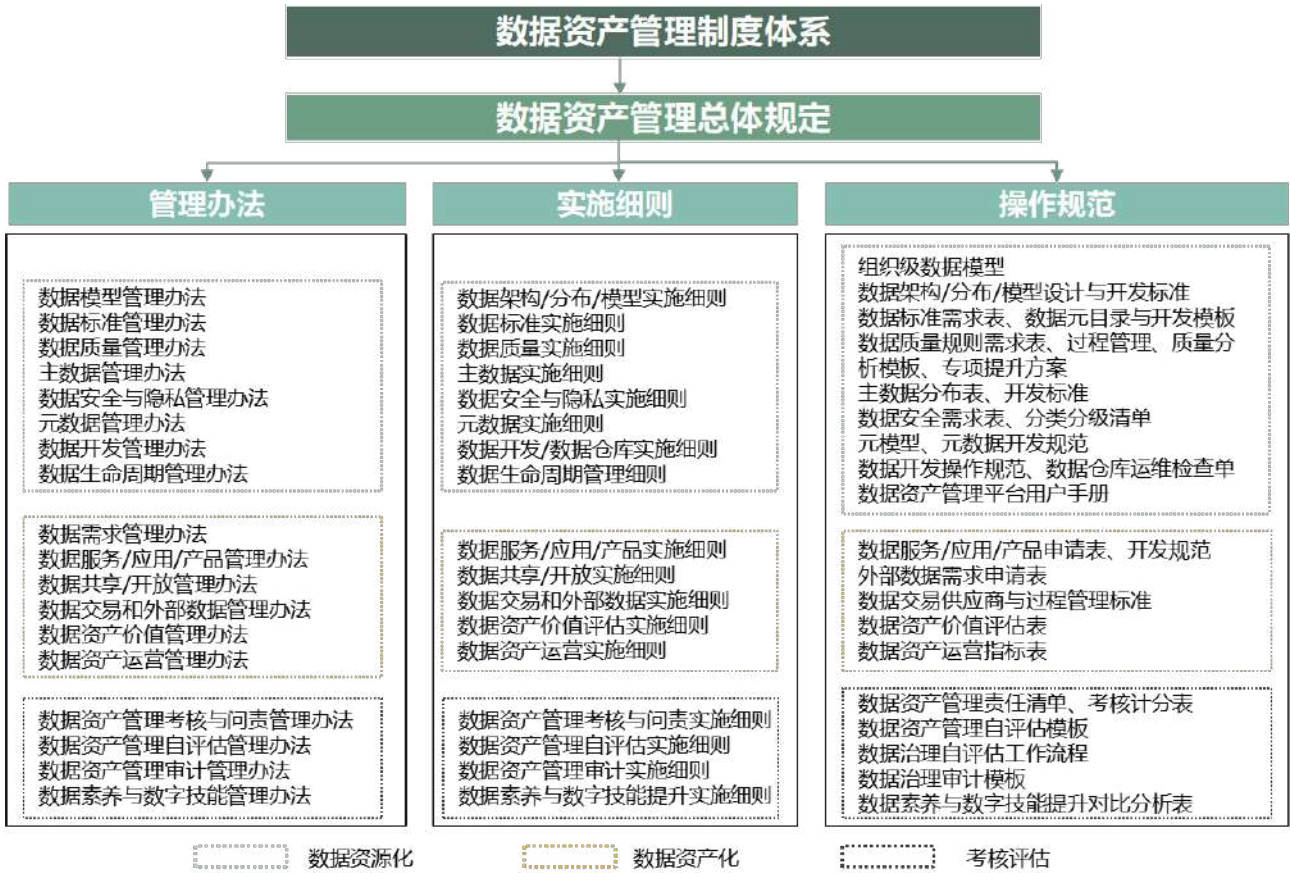 数据资产管理制度体系
数据资产管理总体规定
管理办法
数据模型管理办法
数据标准管理办法
数据质量管理办法
主数据管理办法
数据安全与隐私管理办法
元数据管理办法
数据开发管理办法
数据生命周期管理办法
数据需求管理办法
数据服务/应用/产品管理办法
数据共享/开放管理办法
数据交易和外部数据管理办法
数据资产价值管理办法
数据资产运营管理办法
数据资产管理考核与问责管理办法
数据资产管理自评估管理办法
数据资产管理审计管理办法
数据素养与数字技能管理办法
实施细则
数据架构/分布/模型实施细则
数据标准实施细则
数据质量实施细则
主数据实施细则
数据安全与隐私实施细则
元数据实施细则
数据开发/数据仓库实施细则
数据生命周期管理细则
数据服务/应用/产品实施细则
数据共享/开放实施细则
数据交易和外部数据实施细则
数据资产价值评估实施细则
数据资产运营实施细则
数据资产管理考核与问责实施细则
数据资产管理自评估实施细则
数据资产管理审计实施细则
数据素养与数字技能提升实施细则
操作规范
组织级数据模型
数据架构/分布/模型设计与开发标准
数据标准需求表、数据元目录与开发模板
数据质量规则需求表、过程管理、质量分
析模板、专项提升方案
主数据分布表、开发标准
数据安全需求表、分类分级清单
元模型、元数据开发规范
数据开发操作规范、数据仓库运维检查单
数据资产管理平台用户手册
数据服务/应用/产品申请表、开发规范
外部数据需求申请表
数据交易供应商与过程管理标准
数据资产价值评估表
数据资产运营指标表
数据资产管理责任清单、考核计分表
数据资产管理自评估模板
数据治理自评估工作流程
数据治理审计模板
数据素养与数字技能提升对比分析表
数据资源化
数据资产化
考核评估